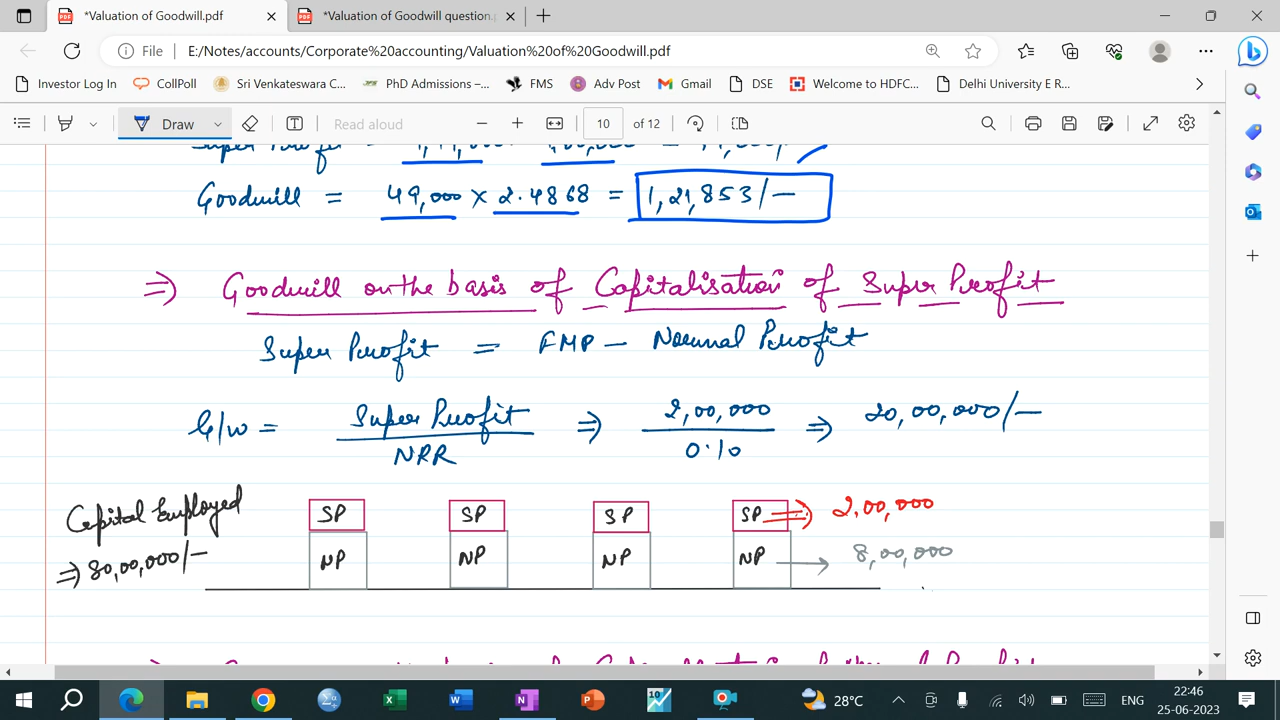 *Valuation of Goodwill.pdf
*Valuation of Goodwill question.
File E:/Notes/accounts/Corporate%20accounting/Valuation%20of%20Goodwill.pdf
Investor Log In CollPoll Sri Venkateswara C... PhD Admissions –... FMS Adv Post Gmail DSE Welcome to HDFC... Delhi University E R...
Draw Read aloud 10 of 12
Super Profit =
Goodwill = 49,000 × 2.4868 = 1,21,853/-
⇒ Goodwill on the basis of Capitalisation of Super Profit
Super Profit = FMP - Normal Profit
G/W = Super Profit / NRR ⇒ 2,00,000 / 0.10 ⇒ 20,00,000/-
Capital Employed
⇒ 80,00,000/-
SP SP SP SP ⇒ 2,00,000
NP NP NP NP → 8,00,000
28°C ENG 22:46
25-06-2023